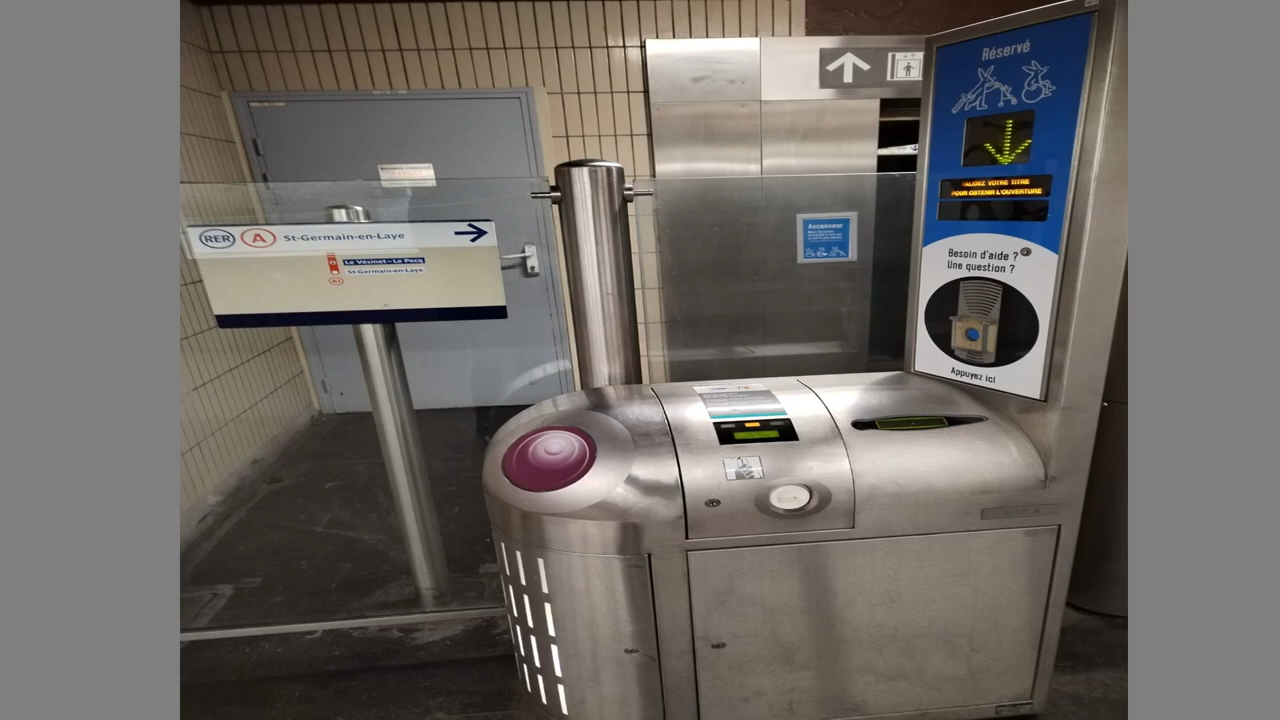 Réservé
VALIDEZ VOTRE TITRE
POUR OBTENIR L'OUVERTURE
RER A St-Germain-en-Laye
Le Vésinet – Le Pecq
St-Germain-en-Laye
A1
Ascenseur
Besoin d'aide ?
Une question ?
Appuyez ici